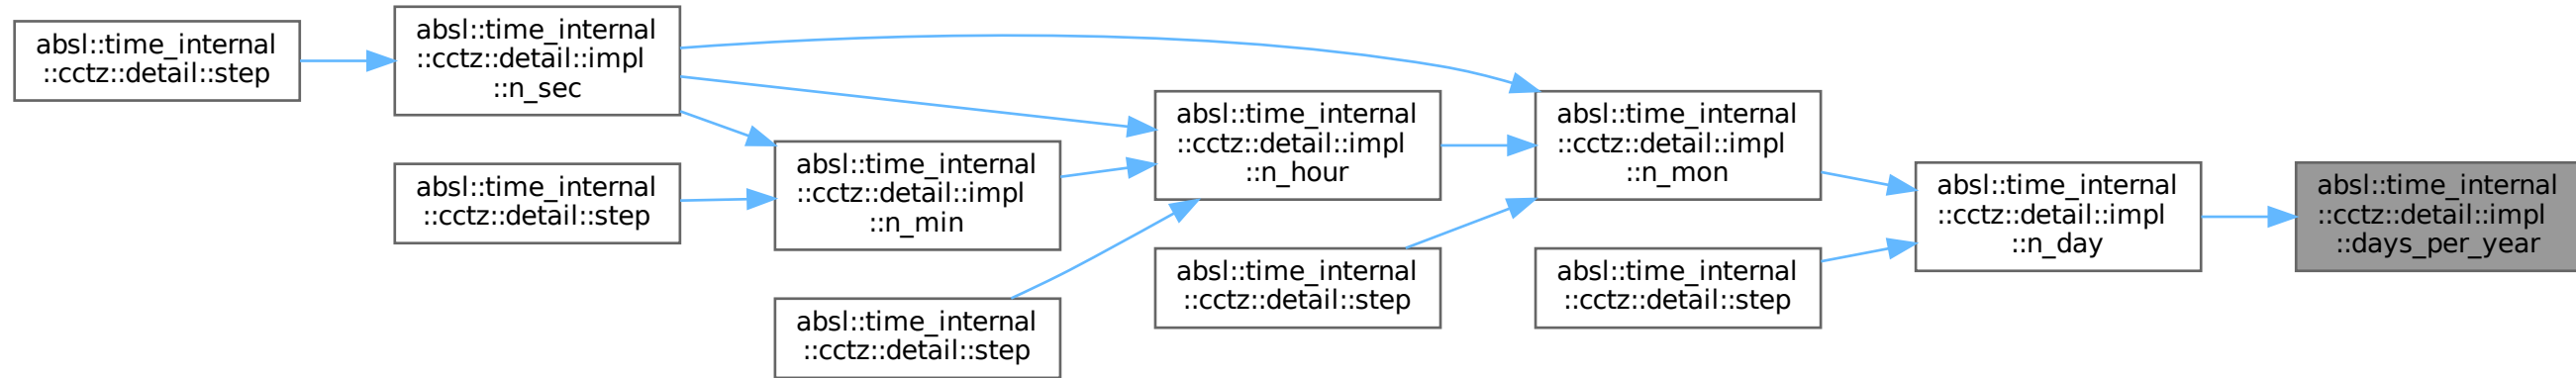 absl::time_internal
::cctz::detail::step
absl::time_internal
::cctz::detail::impl
::n_sec
absl::time_internal
::cctz::detail::step
absl::time_internal
::cctz::detail::impl
::n_min
absl::time_internal
::cctz::detail::step
absl::time_internal
::cctz::detail::impl
::n_hour
absl::time_internal
::cctz::detail::step
absl::time_internal
::cctz::detail::impl
::n_mon
absl::time_internal
::cctz::detail::step
absl::time_internal
::cctz::detail::impl
::n_day
absl::time_internal
::cctz::detail::impl
::days_per_year